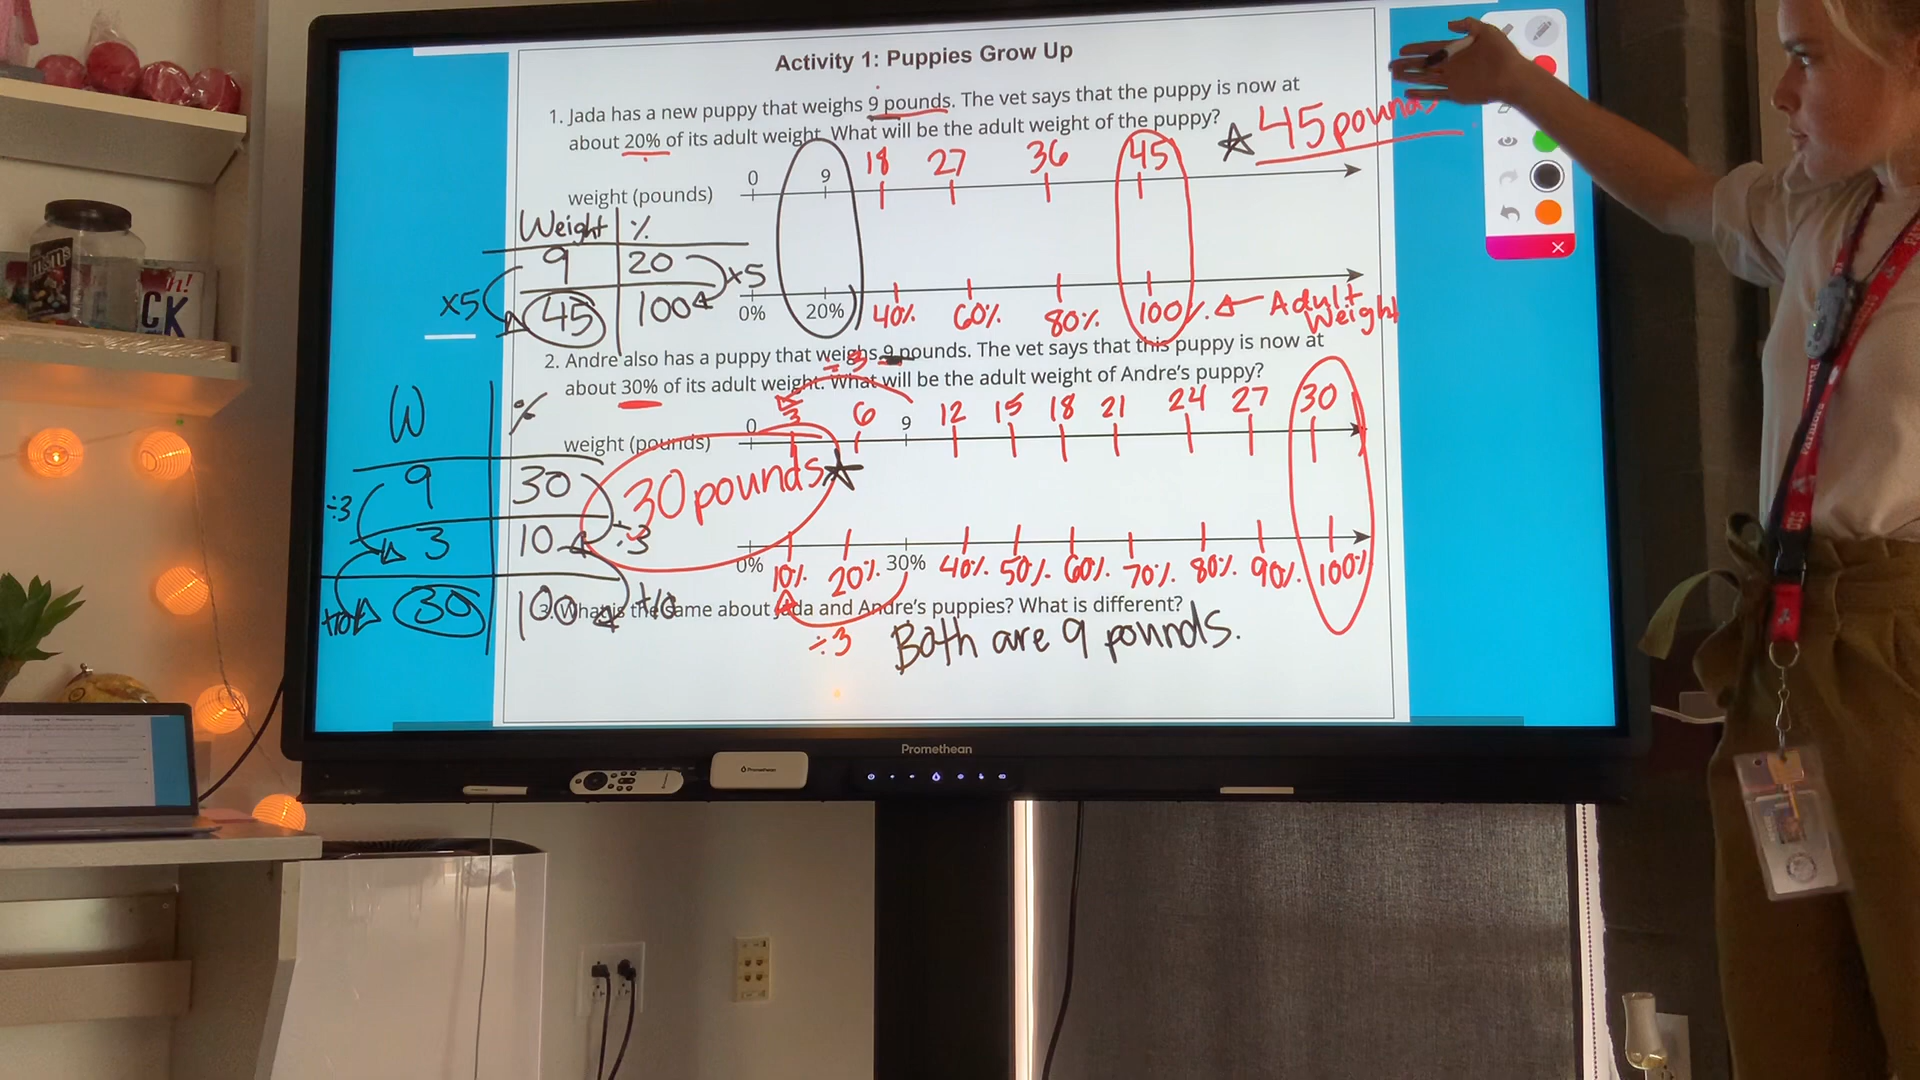 Activity 1: Puppies Grow Up
1. Jada has a new puppy that weighs 9 pounds. The vet says that the puppy is now at
about 20% of its adult weight. What will be the adult weight of the puppy?
45 pounds
18 27 36 45
0 9
weight (pounds)
Weight %
9 20
x5
x5
45 100
0% 20% 40% 60% 80% 100%
Adult
Weight
2. Andre also has a puppy that weighs 9 pounds. The vet says that this puppy is now at
about 30% of its adult weight. What will be the adult weight of Andre's puppy?
÷3
W %
0 3 6 9 12 15 18 21 24 27 30
weight (pounds)
9 30
30 pounds
÷3
÷3
3 10
0% 10% 20% 30% 40% 50% 60% 70% 80% 90% 100%
30 100
3. What is the same about Jada and Andre's puppies? What is different?
÷3
Both are 9 pounds.
Promethean
Promethean
m&m's
CK
PATRIOTS